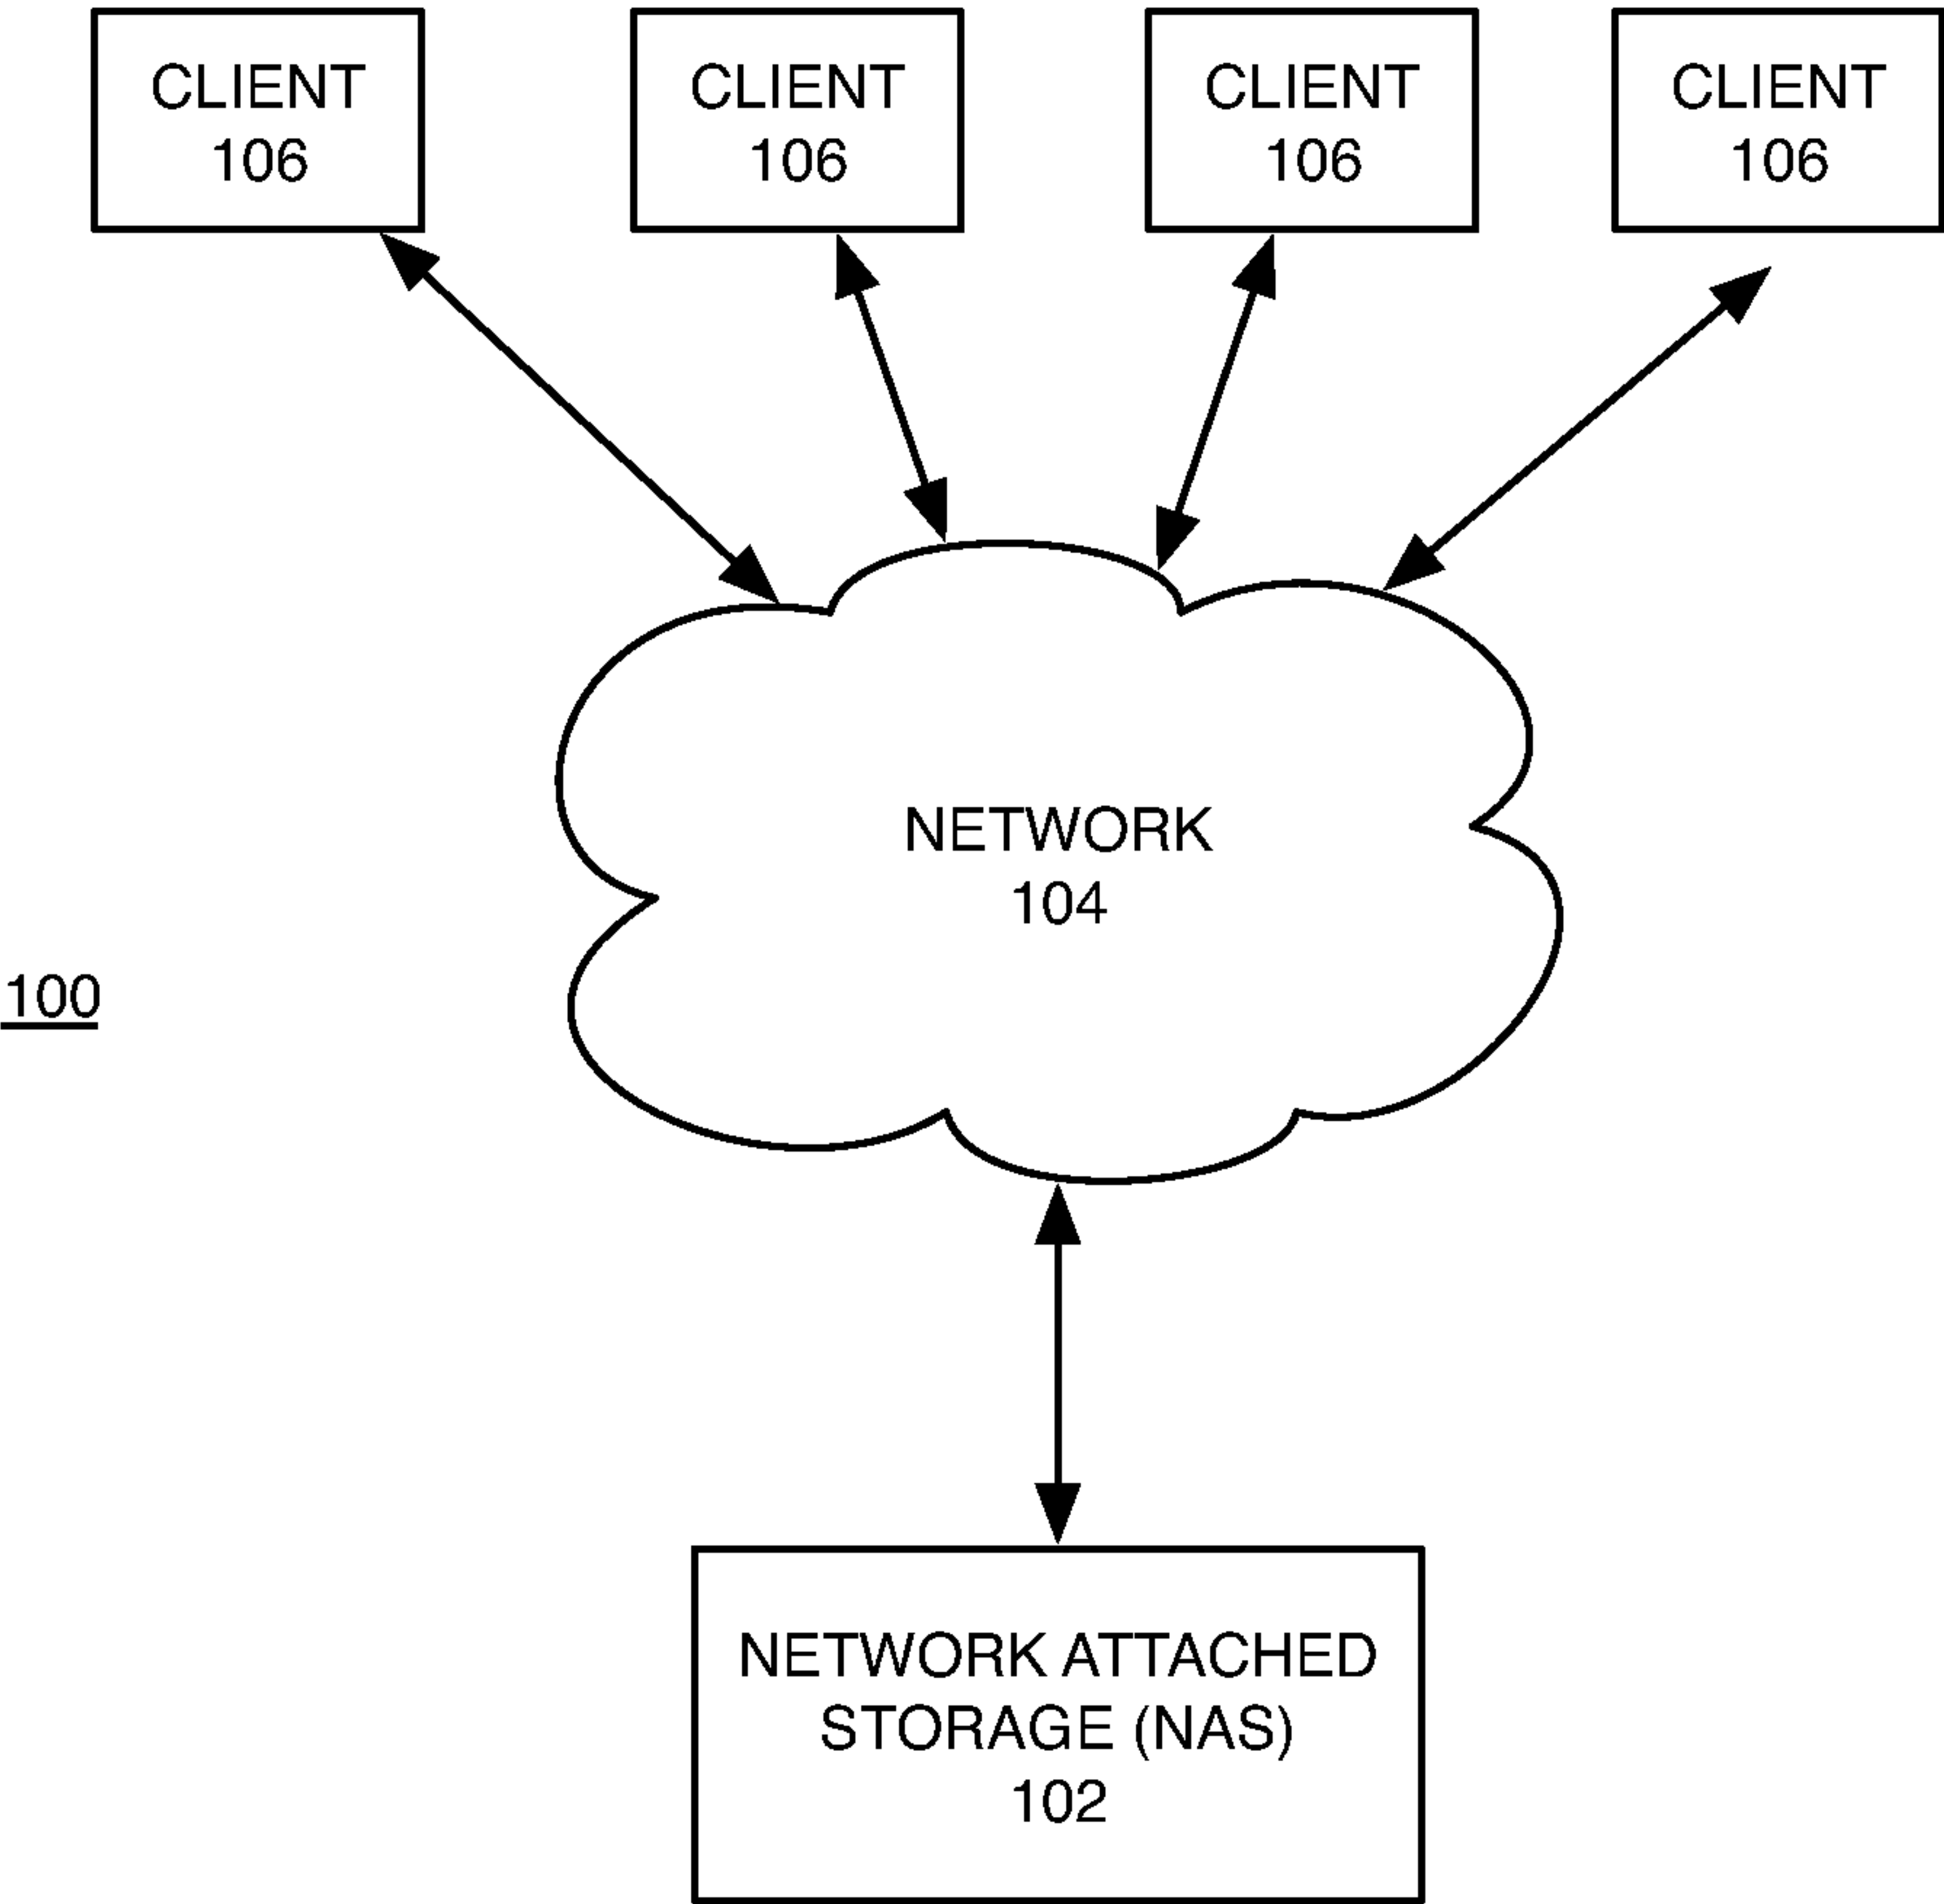 CLIENT
106
CLIENT
106
CLIENT
106
CLIENT
106
NETWORK
104
100
NETWORK ATTACHED
STORAGE (NAS)
102